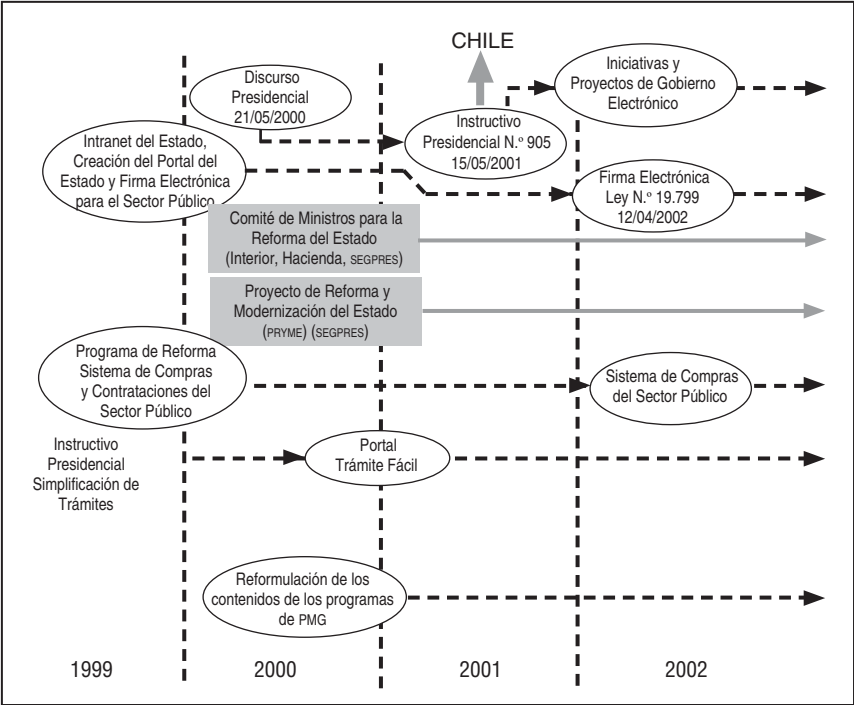 CHILE
Discurso
Presidencial
21/05/2000
Iniciativas y
Proyectos de Gobierno
Electrónico
Instructivo
Presidencial N.º 905
15/05/2001
Intranet del Estado,
Creación del Portal del
Estado y Firma Electrónica
para el Sector Público
Firma Electrónica
Ley N.º 19.799
12/04/2002
Comité de Ministros para la
Reforma del Estado
(Interior, Hacienda, SEGPRES)
Proyecto de Reforma y
Modernización del Estado
(PRYME) (SEGPRES)
Programa de Reforma
Sistema de Compras
y Contrataciones del
Sector Público
Sistema de Compras
del Sector Público
Instructivo
Presidencial
Simplificación de
Trámites
Portal
Trámite Fácil
Reformulación de los
contenidos de los programas
de PMG
1999
2000
2001
2002